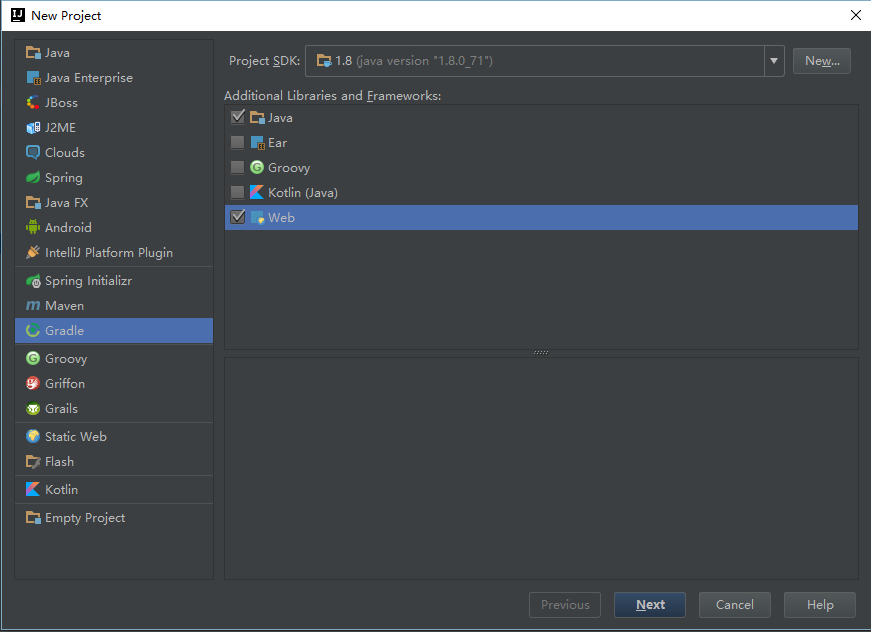 New Project
Java
Java Enterprise
JBoss
J2ME
Clouds
Spring
Java FX
Android
IntelliJ Platform Plugin
Spring Initializr
Maven
Gradle
Groovy
Griffon
Grails
Static Web
Flash
Kotlin
Empty Project
Project SDK: 1.8 (java version "1.8.0_71") New...
Additional Libraries and Frameworks:
Java
Ear
Groovy
Kotlin (Java)
Web
Previous Next Cancel Help